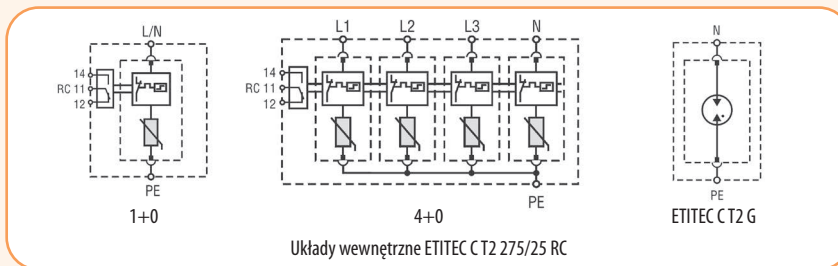 L/N
14
RC 11
12
PE
1+0
L1 L2 L3 N
14
RC 11
12
PE
4+0
N
PE
ETITEC C T2 G
Układy wewnętrzne ETITEC C T2 275/25 RC